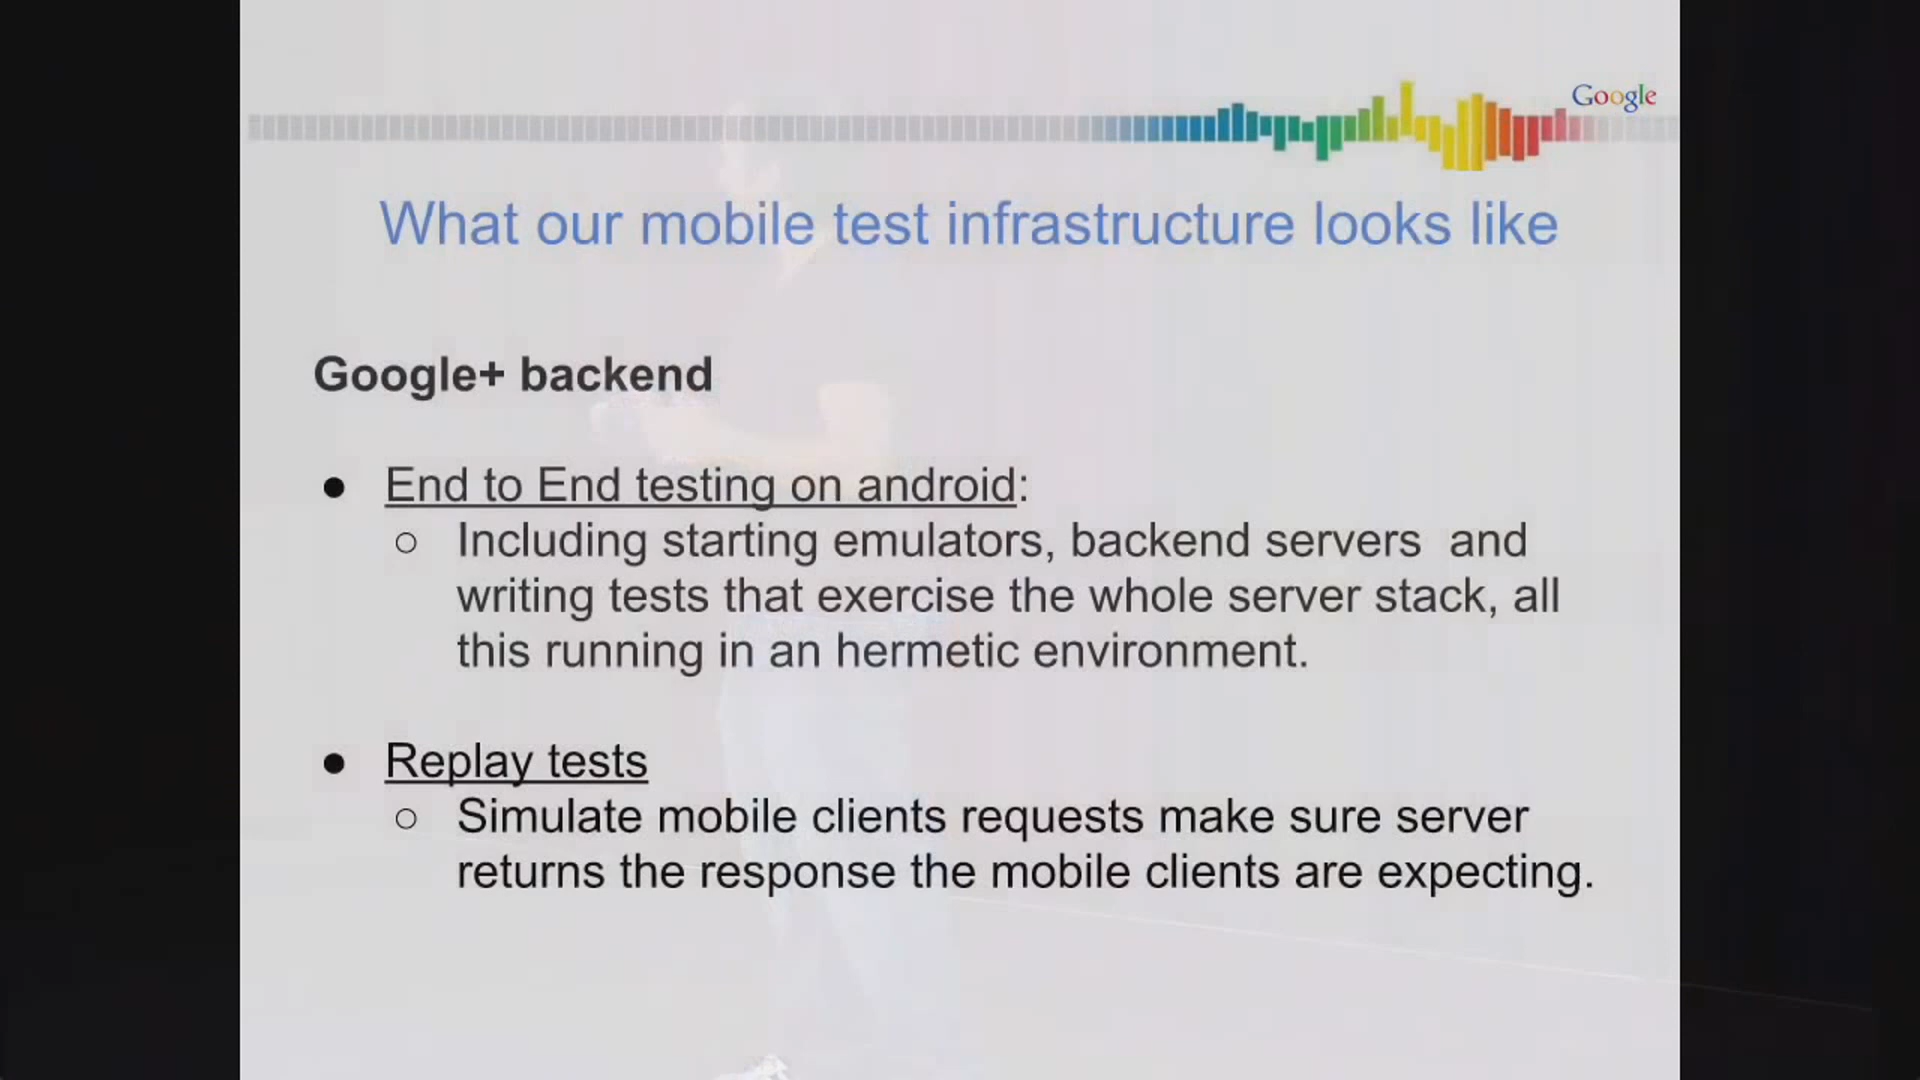 Google
What our mobile test infrastructure looks like
Google+ backend
● End to End testing on android:
○ Including starting emulators, backend servers and
writing tests that exercise the whole server stack, all
this running in an hermetic environment.
● Replay tests
○ Simulate mobile clients requests make sure server
returns the response the mobile clients are expecting.